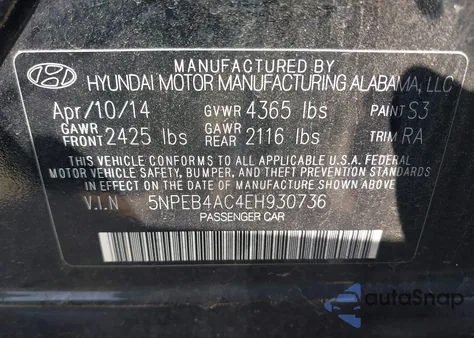 MANUFACTURED BY
HYUNDAI MOTOR MANUFACTURING ALABAMA, LLC
Apr/10/14 GVWR 4365 lbs PAINT S3
GAWR FRONT 2425 lbs GAWR REAR 2116 lbs TRIM RA
THIS VEHICLE CONFORMS TO ALL APPLICABLE U.S.A. FEDERAL
MOTOR VEHICLE SAFETY, BUMPER, AND THEFT PREVENTION STANDARDS
IN EFFECT ON THE DATE OF MANUFACTURE SHOWN ABOVE.
V.I.N 5NPEB4AC4EH930736
PASSENGER CAR
autoSnap